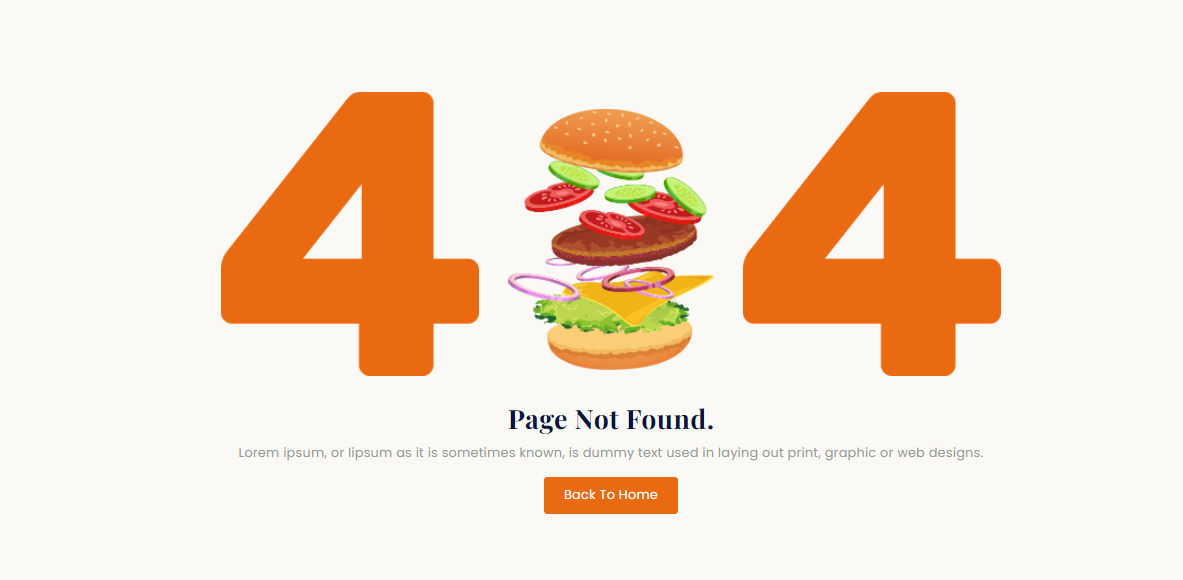 4 4
Page Not Found.
Lorem ipsum, or lipsum as it is sometimes known, is dummy text used in laying out print, graphic or web designs.
Back To Home